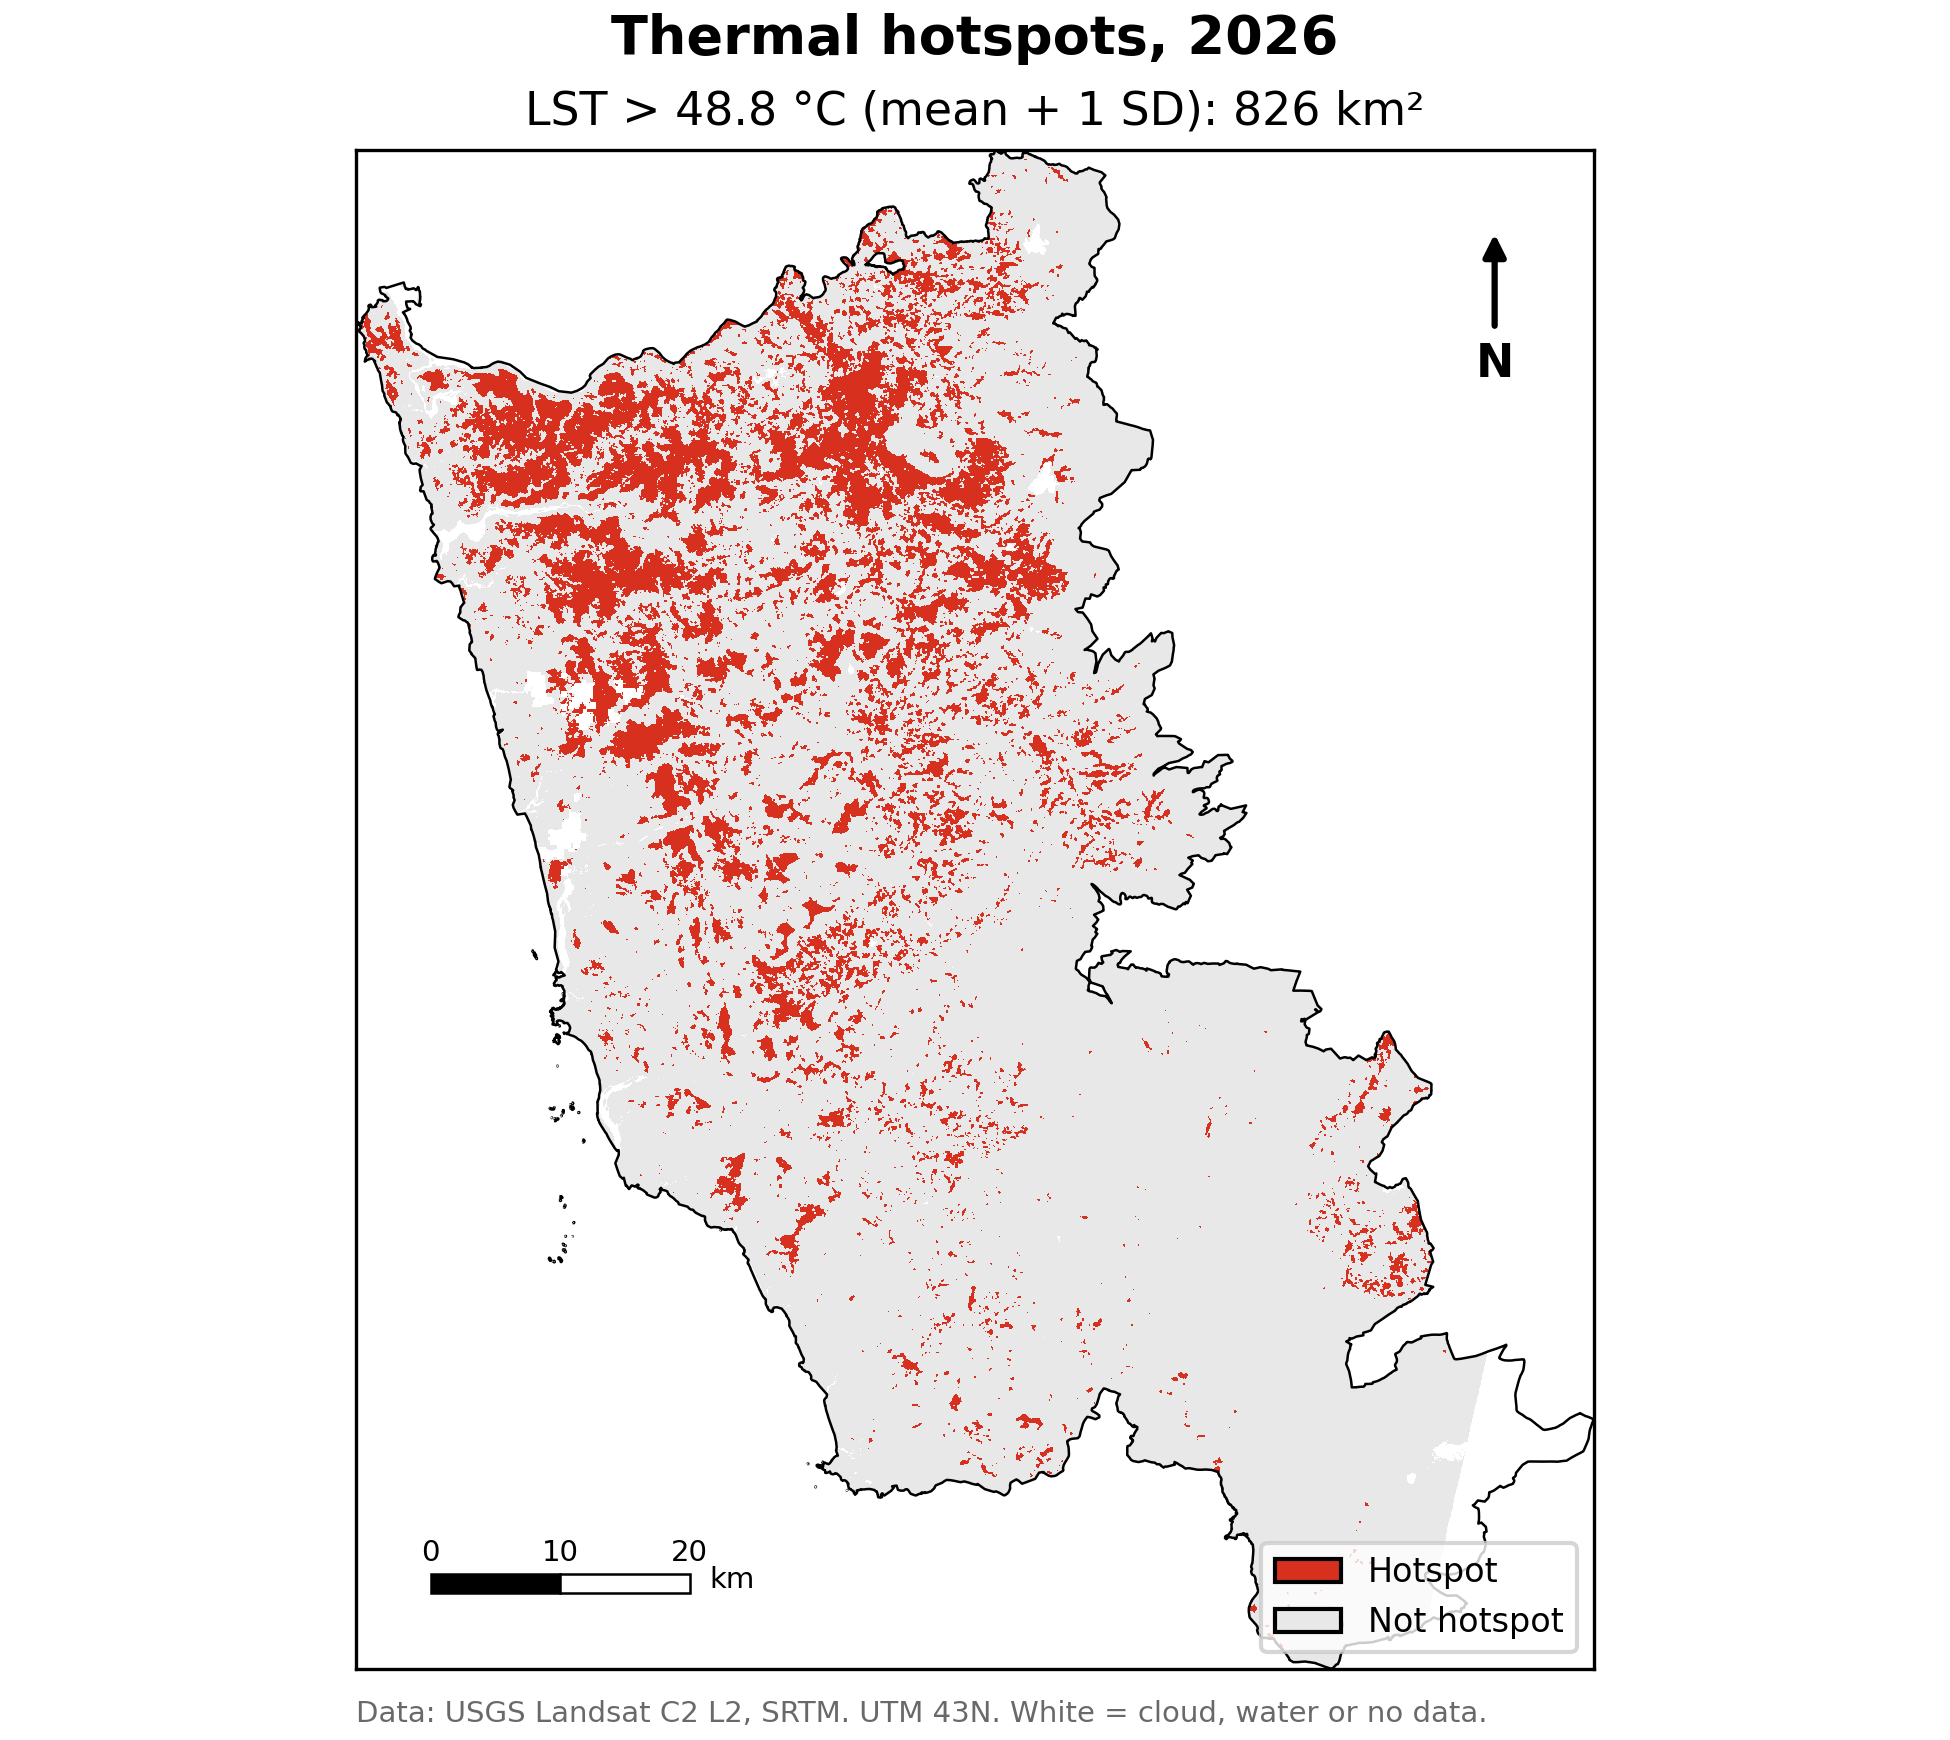 Thermal hotspots, 2026
LST > 48.8 °C (mean + 1 SD): 826 km²
N
0 10 20
km
Hotspot
Not hotspot
Data: USGS Landsat C2 L2, SRTM. UTM 43N. White = cloud, water or no data.